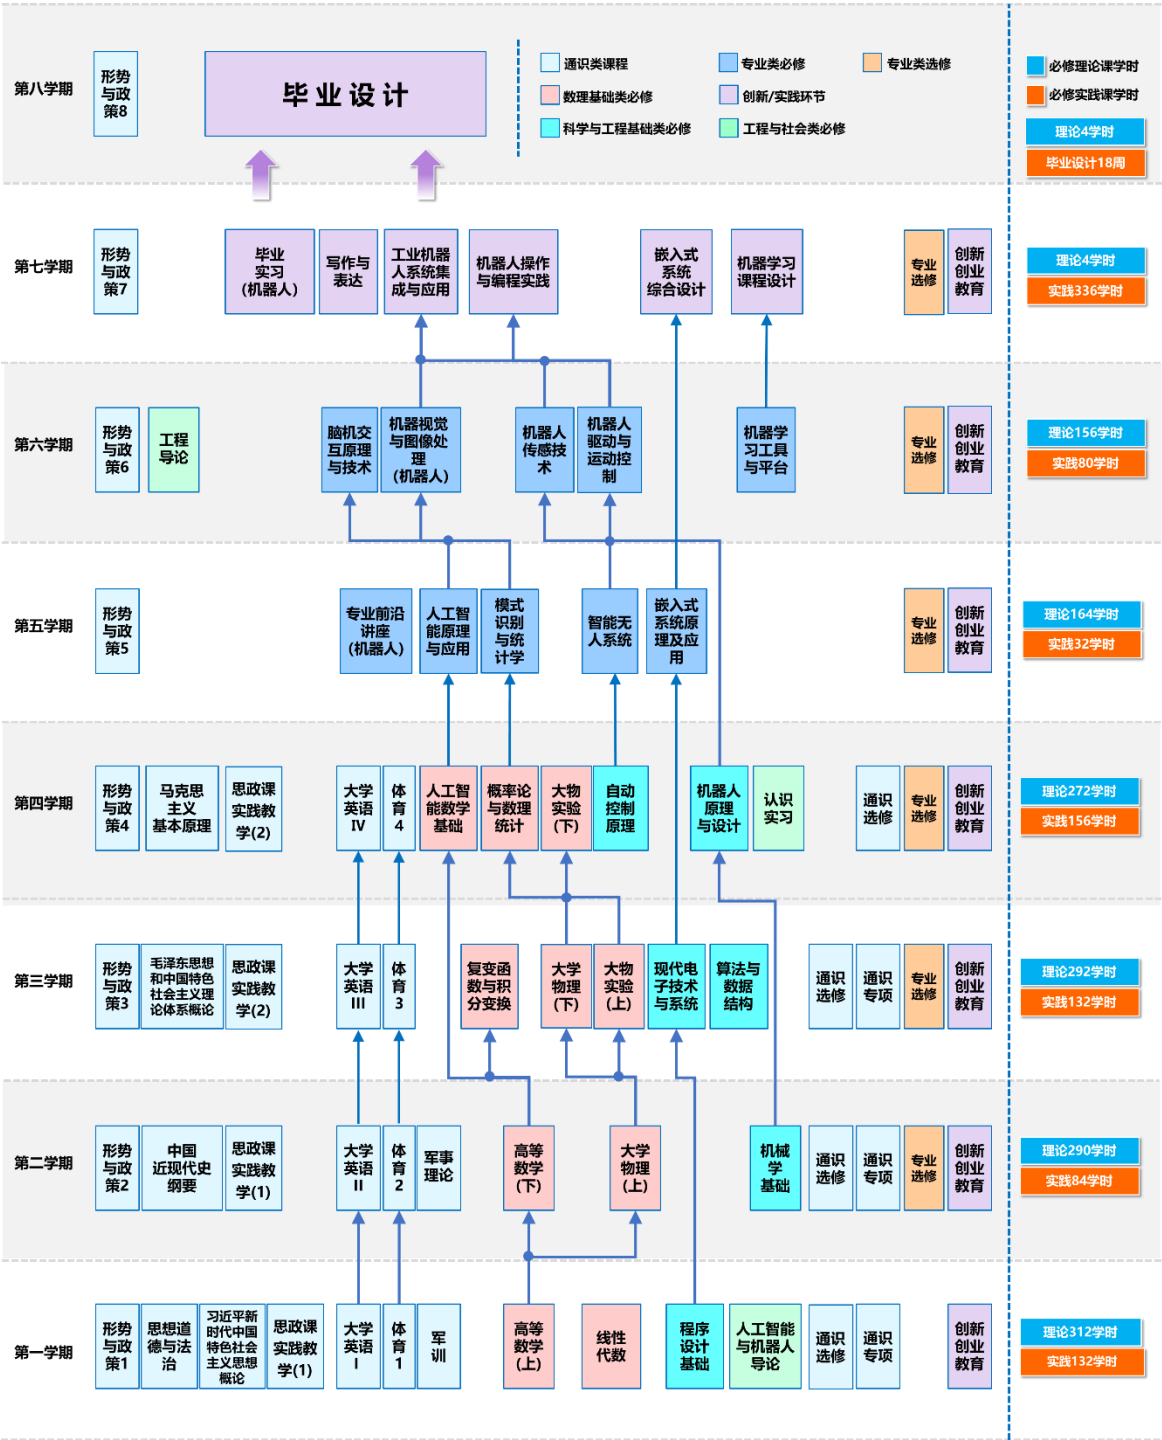 第八学期
形势
与政
策8
毕业设计
通识类课程
专业类必修
专业类选修
数理基础类必修
创新/实践环节
科学与工程基础类必修
工程与社会类必修
必修理论课学时
必修实践课学时
理论4学时
毕业设计18周
第七学期
形势
与政
策7
毕业
实习
(机器人)
写作与
表达
工业机器
人系统集
成与应用
机器人操作
与编程实践
嵌入式
系统
综合设计
机器学习
课程设计
专业
选修
创新
创业
教育
理论4学时
实践336学时
第六学期
形势
与政
策6
工程
导论
脑机交
互原理
与技术
机器视觉
与图像处
理
(机器人)
机器人
传感技
术
机器人
驱动与
运动控
制
机器学
习工具
与平台
专业
选修
创新
创业
教育
理论156学时
实践80学时
第五学期
形势
与政
策5
专业前沿
讲座
(机器人)
人工智
能原理
与应用
模式
识别
与统
计学
智能无
人系统
嵌入式
系统原
理及应
用
专业
选修
创新
创业
教育
理论164学时
实践32学时
第四学期
形势
与政
策4
马克思
主义
基本原理
思政课
实践教
学(2)
大学
英语
IV
体
育
4
人工智
能数学
基础
概率论
与数理
统计
大物
实验
(下)
自动
控制
原理
机器人
原理
与设计
认识
实习
通识
选修
专业
选修
创新
创业
教育
理论272学时
实践156学时
第三学期
形势
与政
策3
毛泽东思想
和中国特色
社会主义理
论体系概论
思政课
实践教
学(2)
大学
英语
III
体
育
3
复变函
数与积
分变换
大学
物理
(下)
大物
实验
(上)
现代电
子技术
与系统
算法与
数据
结构
通识
选修
通识
专项
专业
选修
创新
创业
教育
理论292学时
实践132学时
第二学期
形势
与政
策2
中国
近现代史
纲要
思政课
实践教
学(1)
大学
英语
II
体
育
2
军事
理论
高等
数学
(下)
大学
物理
(上)
机械
学
基础
通识
选修
通识
专项
专业
选修
创新
创业
教育
理论290学时
实践84学时
第一学期
形势
与政
策1
思想道
德与法
治
习近平新
时代中国
特色社会
主义思想
概论
思政课
实践教
学(1)
大学
英语
I
体
育
1
军
训
高等
数学
(上)
线性
代数
程序
设计
基础
人工智能
与机器人
导论
通识
选修
通识
专项
创新
创业
教育
理论312学时
实践132学时